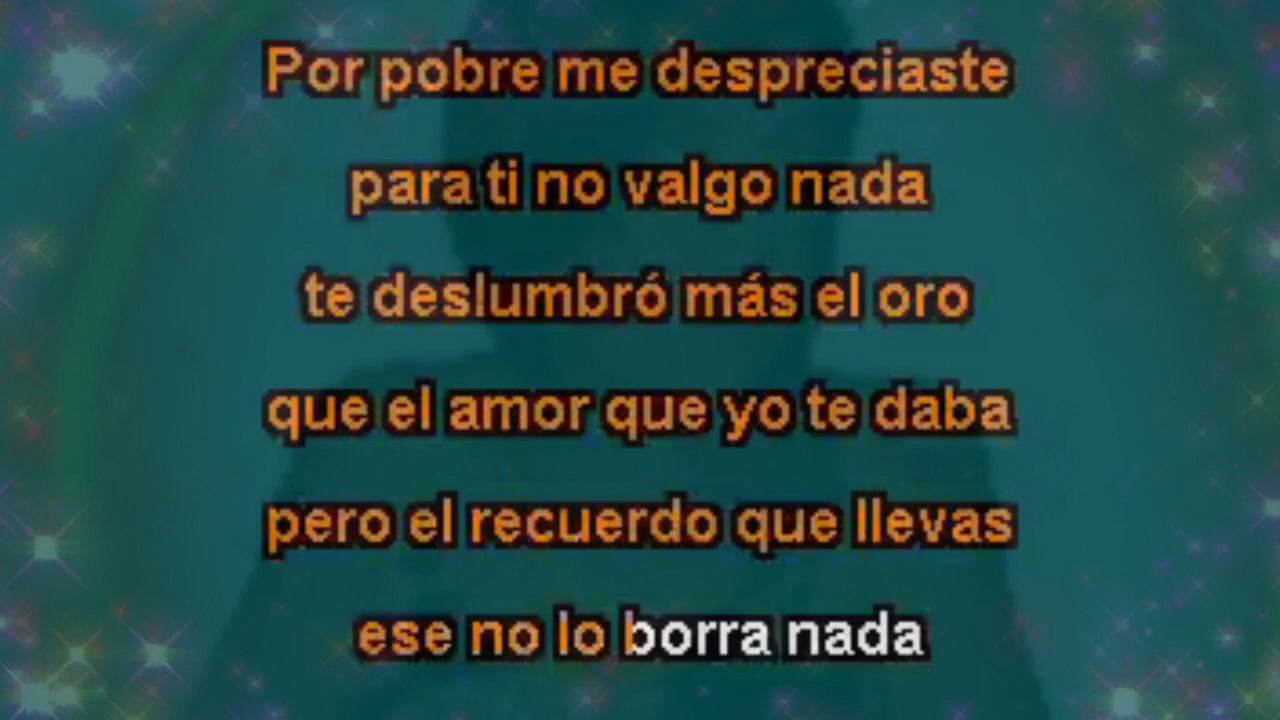 Por pobre me despreciaste
para ti no valgo nada
te deslumbró más el oro
que el amor que yo te daba
pero el recuerdo que llevas
ese no lo borra nada